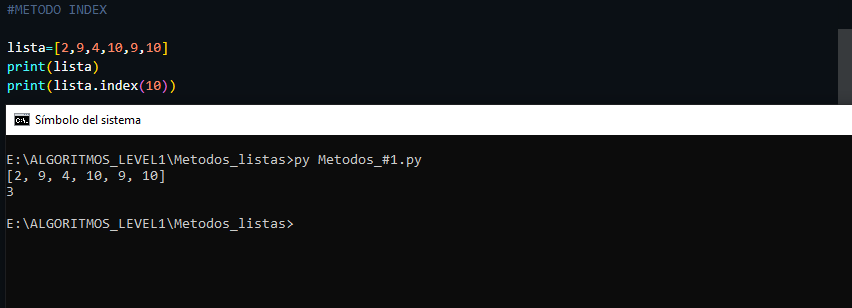 #METODO INDEX
lista=[2,9,4,10,9,10]
print(lista)
print(lista.index(10))
C:\.
Símbolo del sistema
E:\ALGORITMOS_LEVEL1\Metodos_listas>py Metodos_#1.py
[2, 9, 4, 10, 9, 10]
3
E:\ALGORITMOS_LEVEL1\Metodos_listas>